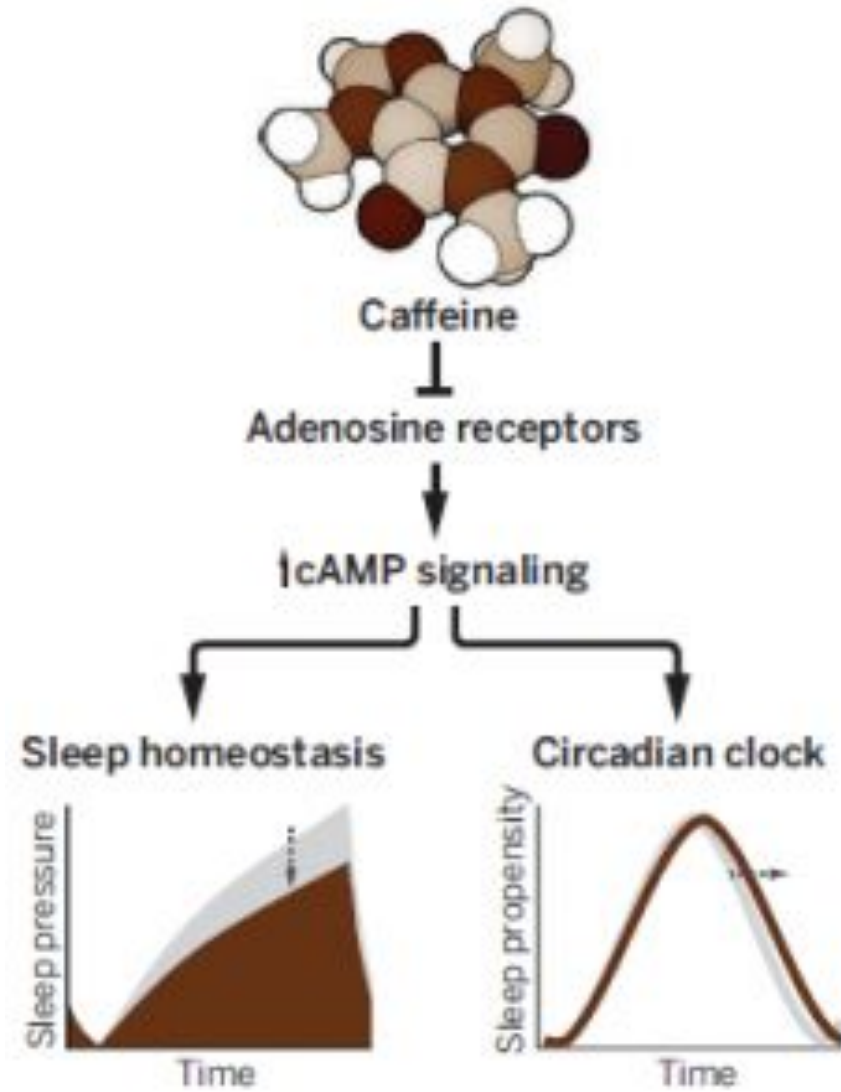 Caffeine
Adenosine receptors
↑cAMP signaling
Sleep homeostasis
Circadian clock
Sleep pressure
Time
Sleep propensity
Time